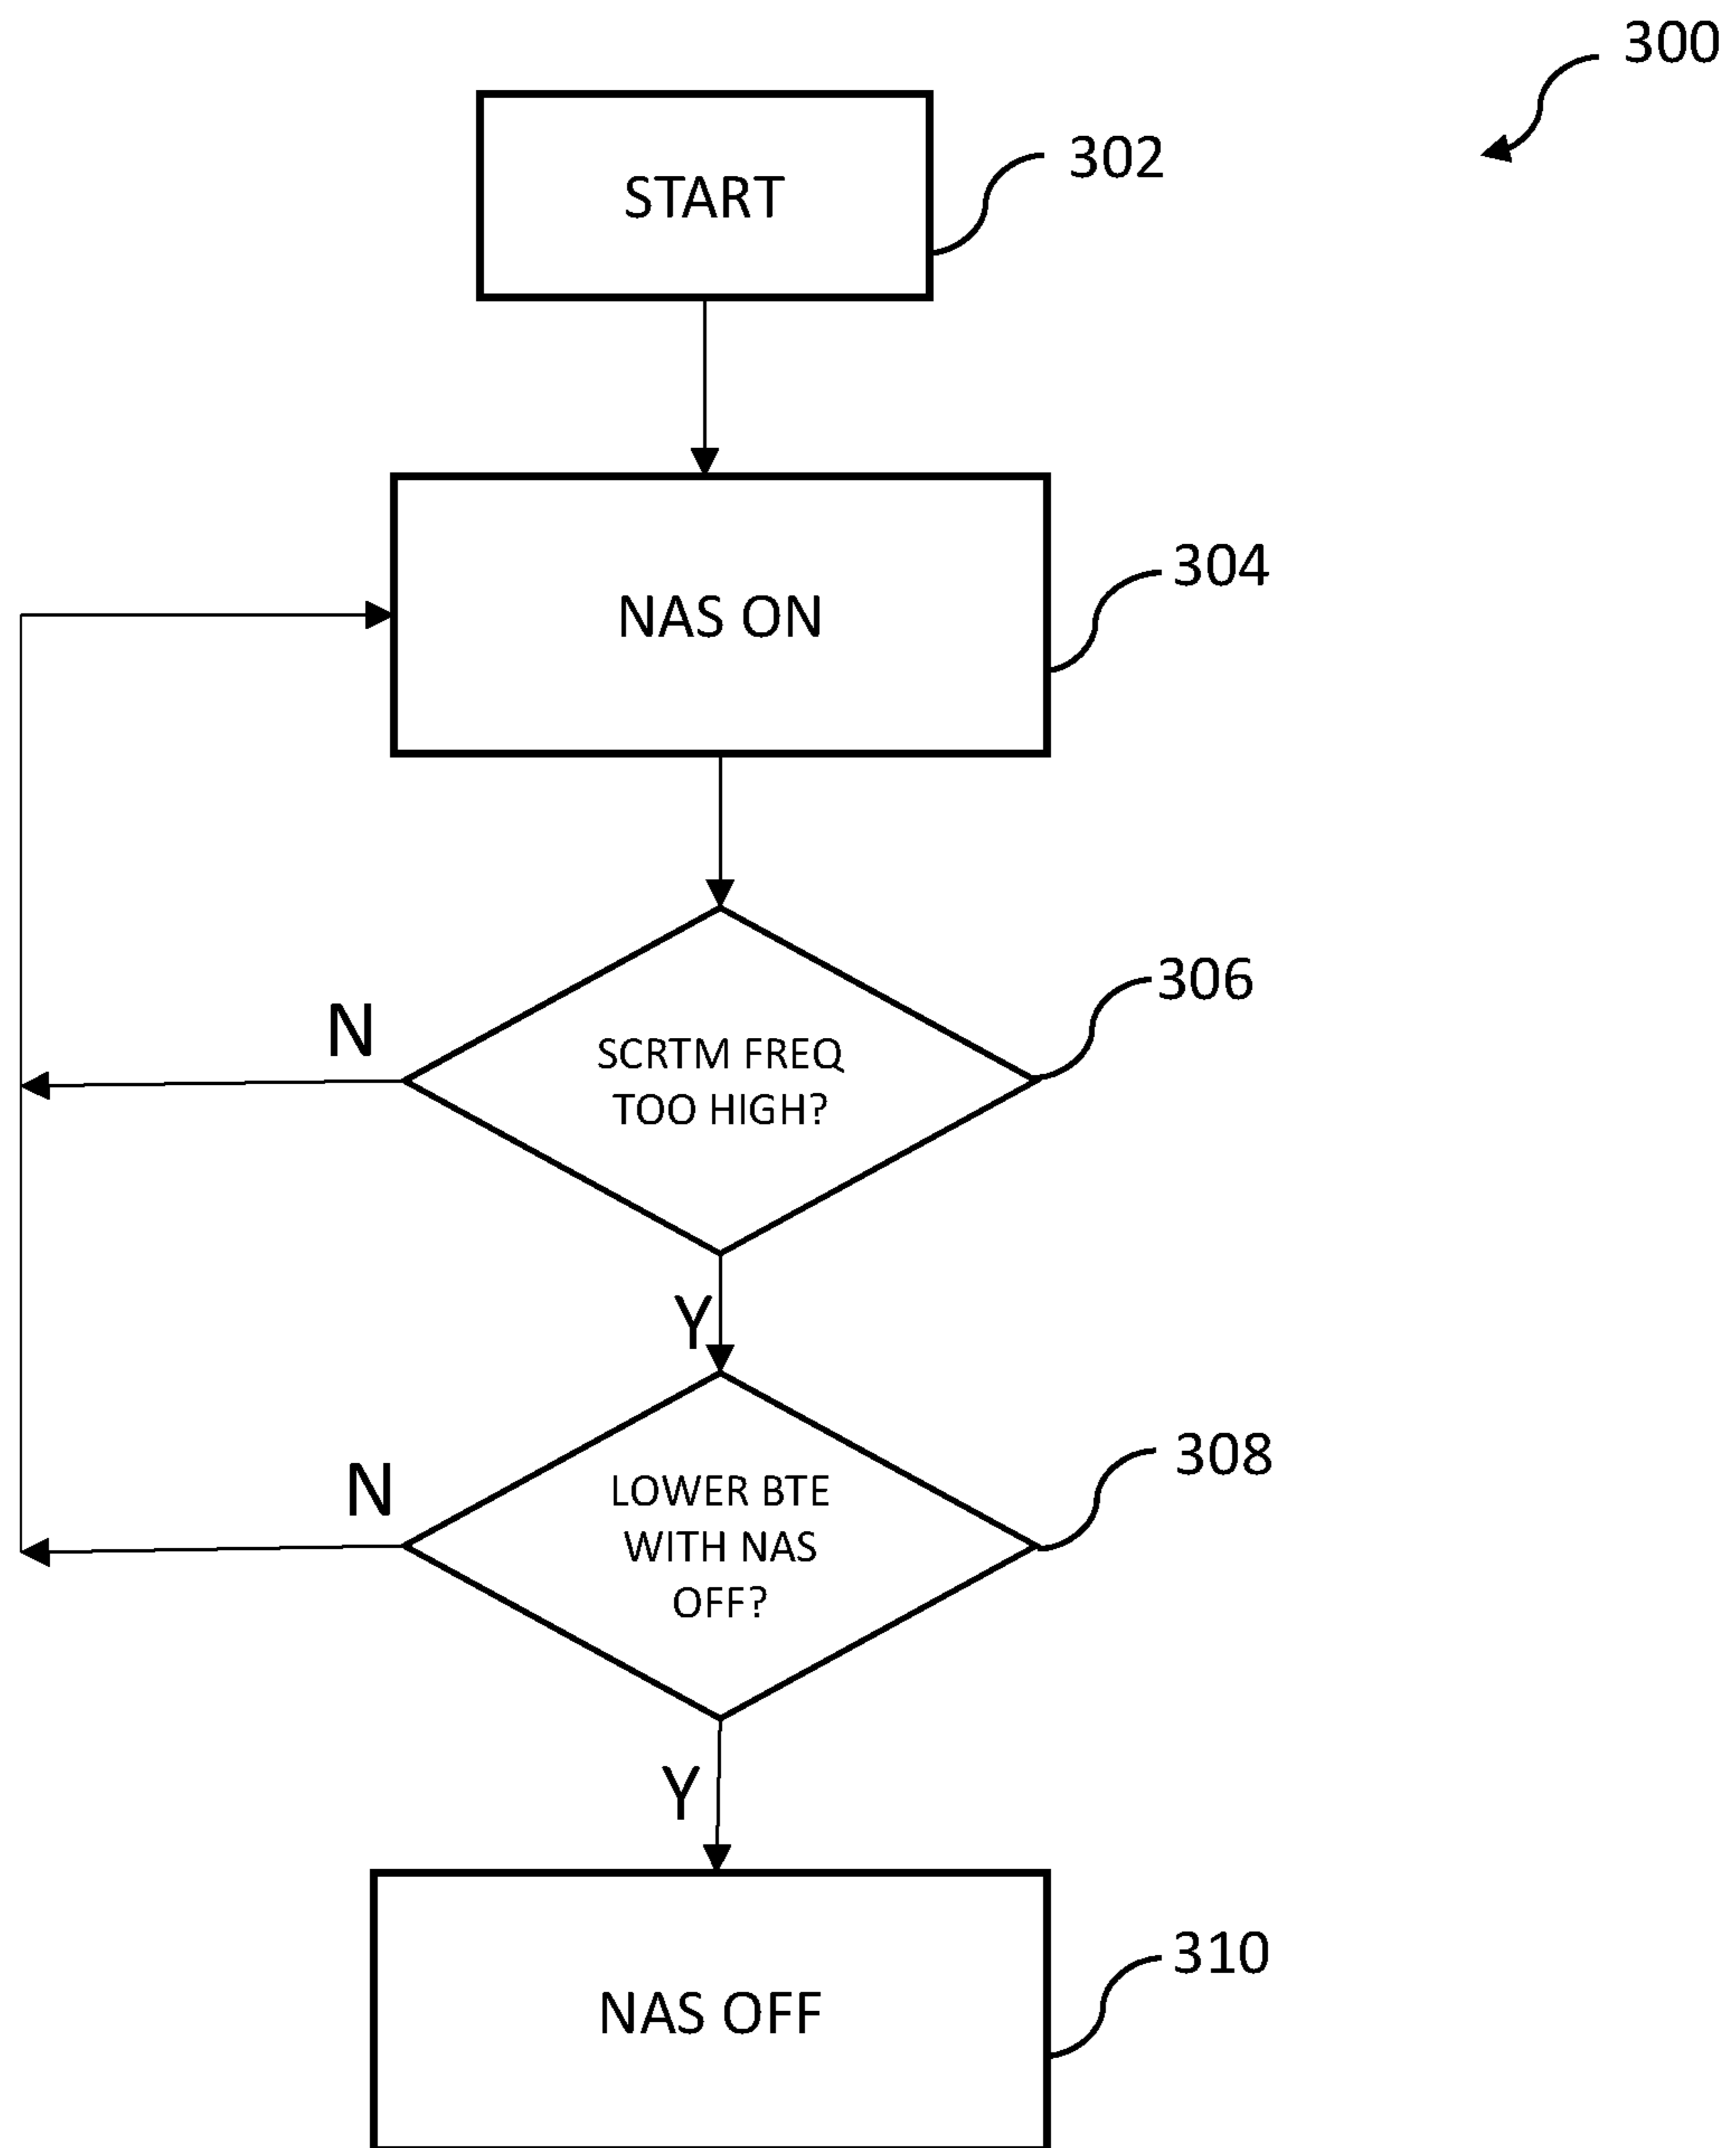 300
START
302
NAS ON
304
SCRTM FREQ
TOO HIGH?
306
N
Y
LOWER BTE
WITH NAS
OFF?
308
N
Y
NAS OFF
310